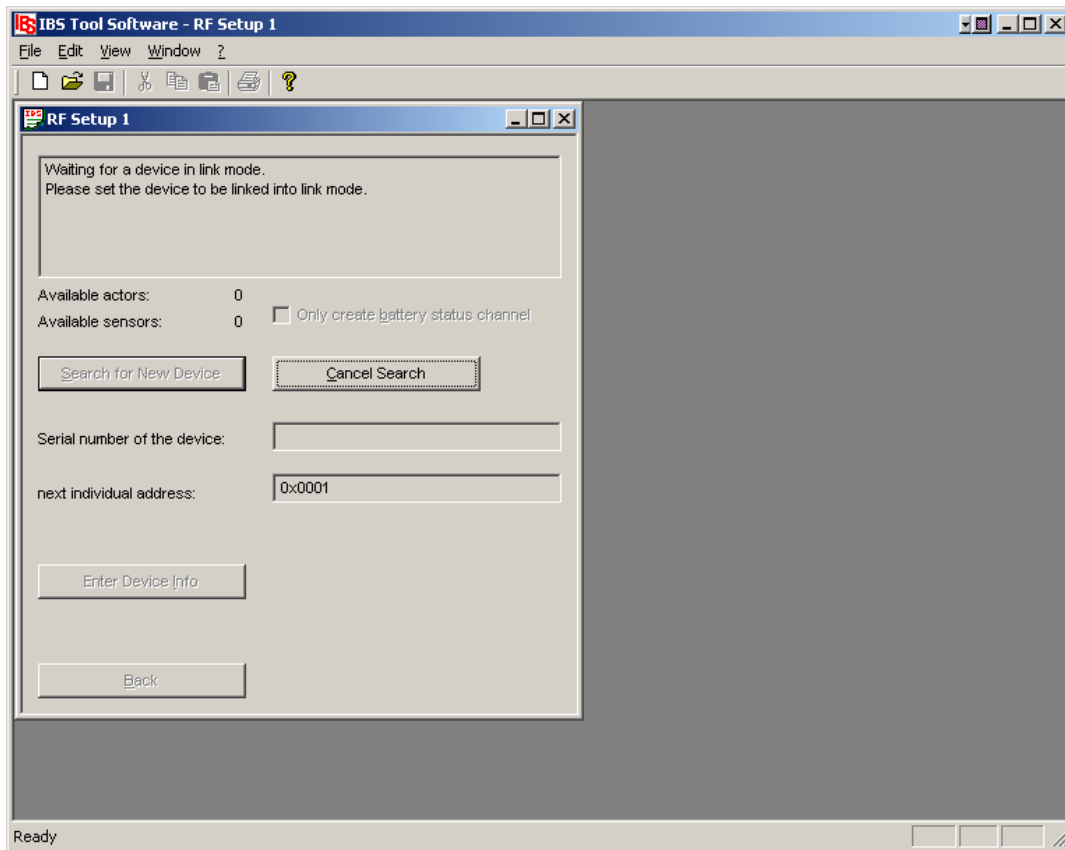 IBS IBS Tool Software - RF Setup 1
File Edit View Window ?
IBS RF Setup 1
Waiting for a device in link mode.
Please set the device to be linked into link mode.
Available actors: 0
Available sensors: 0
Only create battery status channel
Search for New Device Cancel Search
Serial number of the device:
next individual address: 0x0001
Enter Device Info
Back
Ready